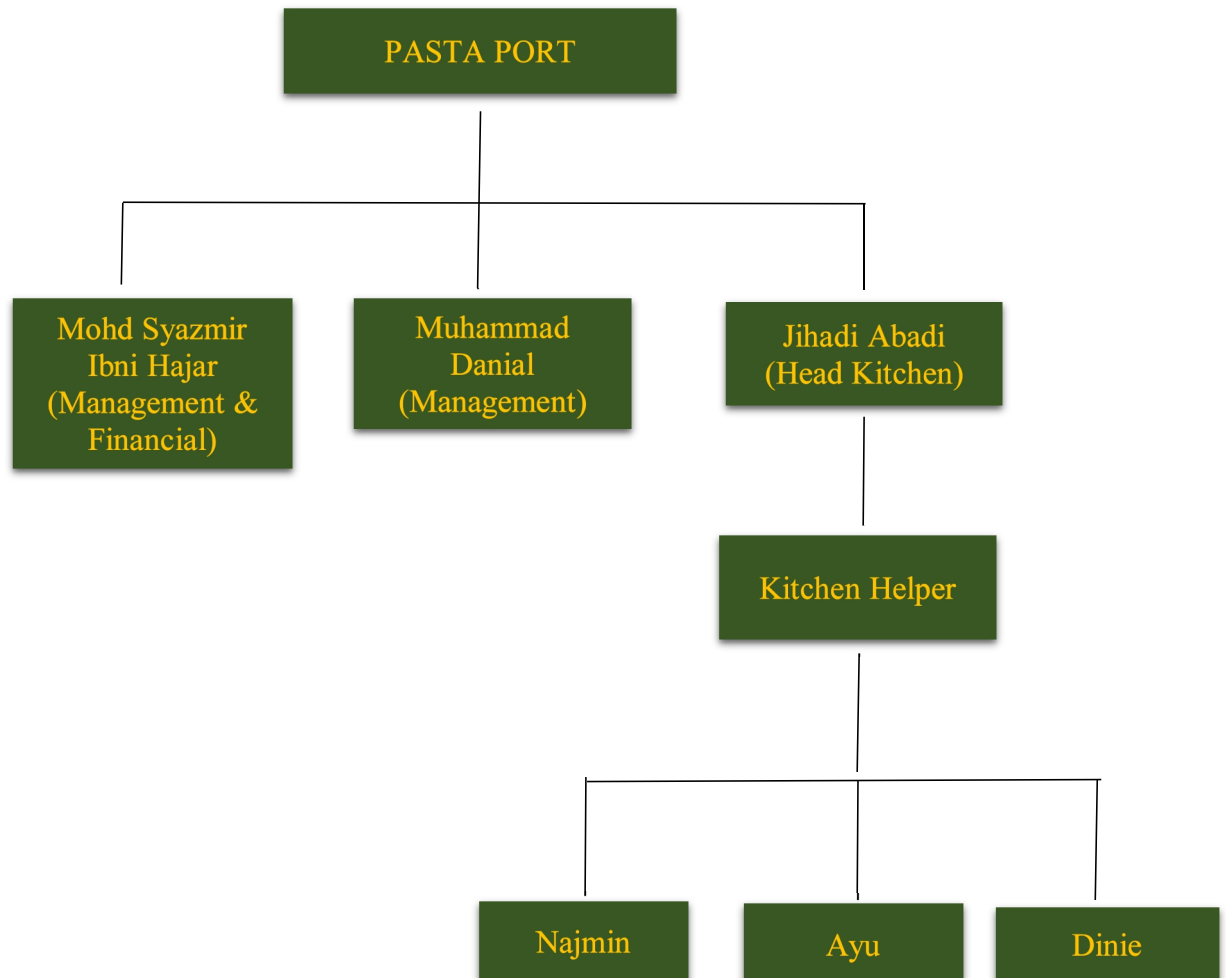 PASTA PORT
Mohd Syazmir
Ibni Hajar
(Management &
Financial)
Muhammad
Danial
(Management)
Jihadi Abadi
(Head Kitchen)
Kitchen Helper
Najmin
Ayu
Dinie